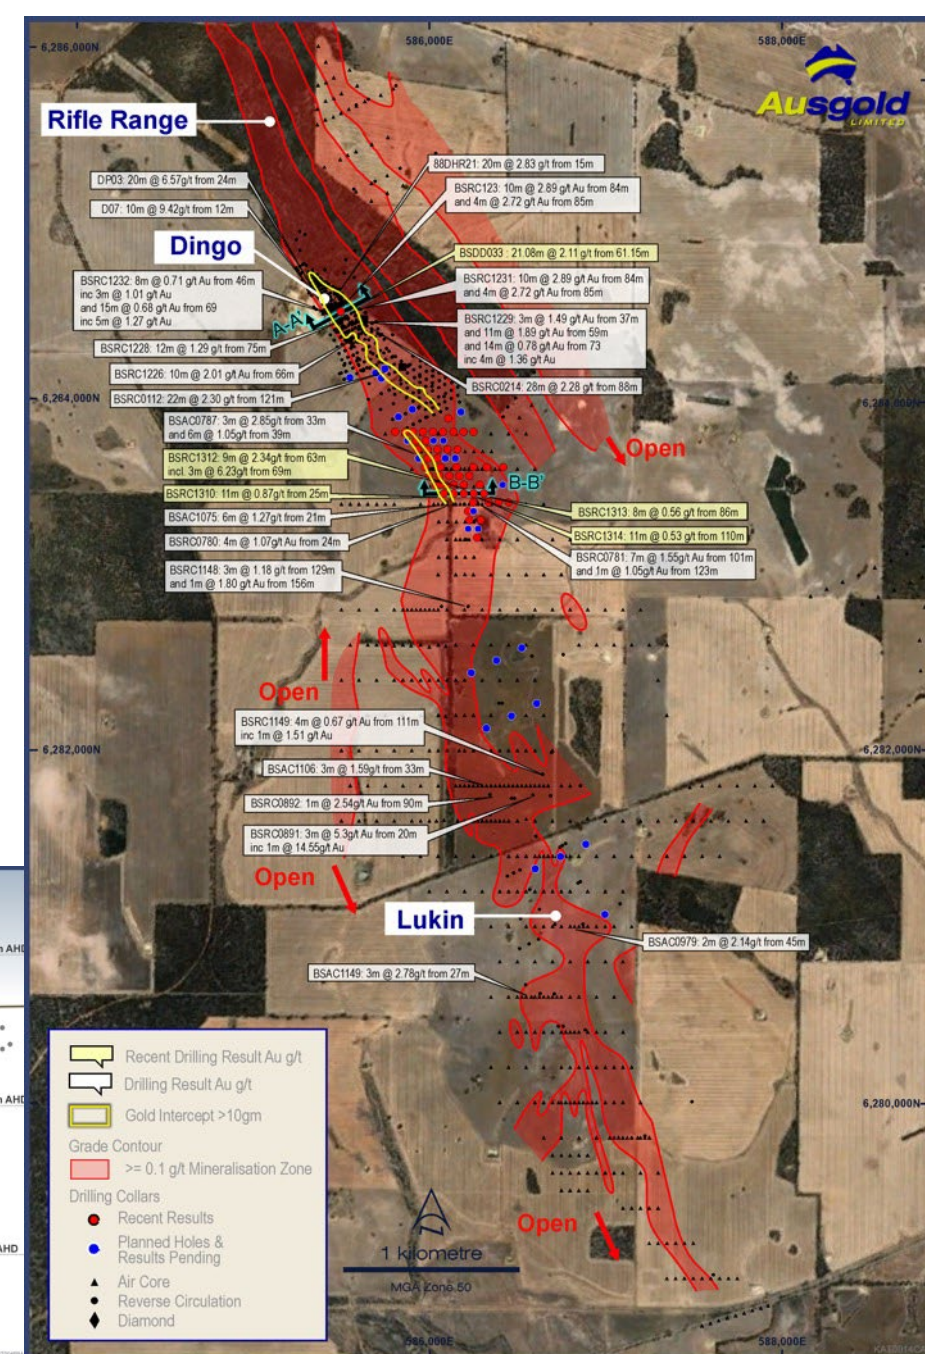 6,286,000N
586,000E
588,000E
Ausgold
LIMITED
Rifle Range
88DHR21: 20m @ 2.83 g/t from 15m
DP03: 20m @ 6.57g/t from 24m
BSRC123: 10m @ 2.89 g/t Au from 84m
and 4m @ 2.72 g/t Au from 85m
D07: 10m @ 9.42g/t from 12m
Dingo
BSDD033 : 21.08m @ 2.11 g/t from 61.15m
BSRC1232: 8m @ 0.71 g/t Au from 46m
inc 3m @ 1.01 g/t Au
and 15m @ 0.68 g/t Au from 69
inc 5m @ 1.27 g/t Au
BSRC1231: 10m @ 2.89 g/t Au from 84m
and 4m @ 2.72 g/t Au from 85m
A-A'
BSRC1229: 3m @ 1.49 g/t Au from 37m
and 11m @ 1.89 g/t Au from 59m
and 14m @ 0.78 g/t Au from 73
inc 4m @ 1.36 g/t Au
BSRC1228: 12m @ 1.29 g/t from 75m
BSRC1226: 10m @ 2.01 g/t Au from 66m
BSRC0214: 28m @ 2.28 g/t from 88m
BSRC0112: 22m @ 2.30 g/t from 121m
6,264,000N
BSAC0787: 3m @ 2.85g/t from 33m
and 6m @ 1.05g/t from 39m
Open
BSRC1312: 9m @ 2.34g/t from 63m
incl. 3m @ 6.23g/t from 69m
B-B'
BSRC1310: 11m @ 0.87g/t from 25m
BSRC1313: 8m @ 0.56 g/t from 86m
BSAC1075: 6m @ 1.27g/t from 21m
BSRC1314: 11m @ 0.53 g/t from 110m
BSRC0780: 4m @ 1.07g/t Au from 24m
BSRC0781: 7m @ 1.55g/t Au from 101m
and 1m @ 1.05g/t Au from 123m
BSRC1148: 3m @ 1.18 g/t from 129m
and 1m @ 1.80 g/t Au from 156m
Open
BSRC1149: 4m @ 0.67 g/t Au from 111m
inc 1m @ 1.51 g/t Au
6,282,000N
6,282,000N
BSAC1106: 3m @ 1.59g/t from 33m
BSRC0892: 1m @ 2.54g/t Au from 90m
BSRC0891: 3m @ 5.3g/t Au from 20m
inc 1m @ 14.55g/t Au
Open
Lukin
BSAC0979: 2m @ 2.14g/t from 45m
BSAC1149: 3m @ 2.78g/t from 27m
Recent Drilling Result Au g/t
Drilling Result Au g/t
Gold Intercept >10gm
Grade Contour
>= 0.1 g/t Mineralisation Zone
Drilling Collars
Recent Results
Planned Holes &
Results Pending
Air Core
Reverse Circulation
Diamond
6,280,000N
Open
1 kilometre
MGA Zone 50
586,000E
588,000E
AHD